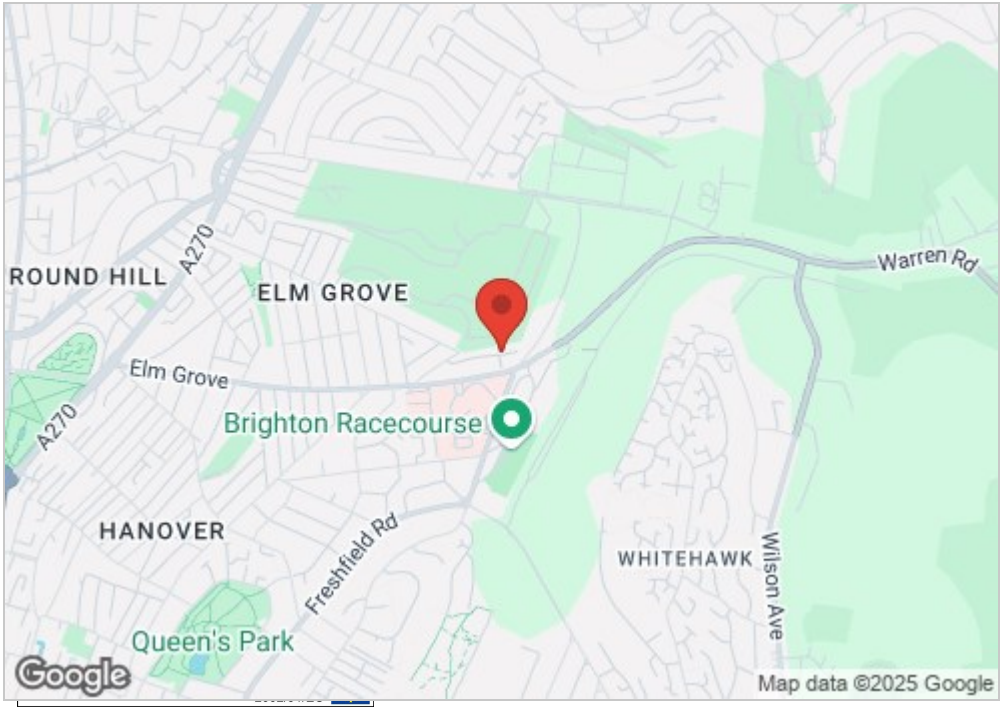 A270
ROUND HILL
ELM GROVE
Warren Rd
Elm Grove
A270
Brighton Racecourse
HANOVER
Freshfield Rd
WHITEHAWK
Wilson Ave
Queen's Park
Google
Map data ©2025 Google